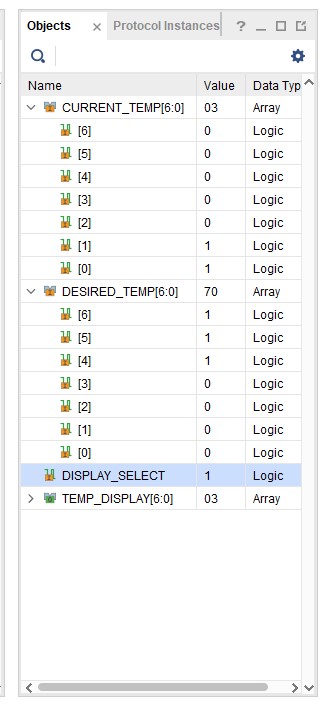 Objects × Protocol Instances ?
Name Value Data Typ
CURRENT_TEMP[6:0] 03 Array
[6] 0 Logic
[5] 0 Logic
[4] 0 Logic
[3] 0 Logic
[2] 0 Logic
[1] 1 Logic
[0] 1 Logic
DESIRED_TEMP[6:0] 70 Array
[6] 1 Logic
[5] 1 Logic
[4] 1 Logic
[3] 0 Logic
[2] 0 Logic
[1] 0 Logic
[0] 0 Logic
DISPLAY_SELECT 1 Logic
TEMP_DISPLAY[6:0] 03 Array